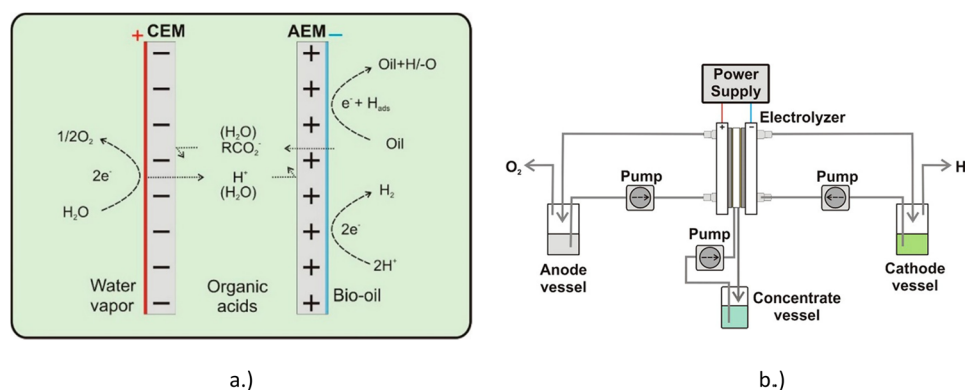 + CEM
AEM −
Oil+H/-O
e⁻ + Hads
Oil
1/2O₂
2e⁻
H₂O
(H₂O)
RCO₂⁻
H⁺
(H₂O)
H₂
2e⁻
2H⁺
Water
vapor
Organic
acids
Bio-oil
a.)
Power
Supply
+ −
Electrolyzer
O₂
H
Pump
Pump
Pump
Anode
vessel
Cathode
vessel
Concentrate
vessel
b.)